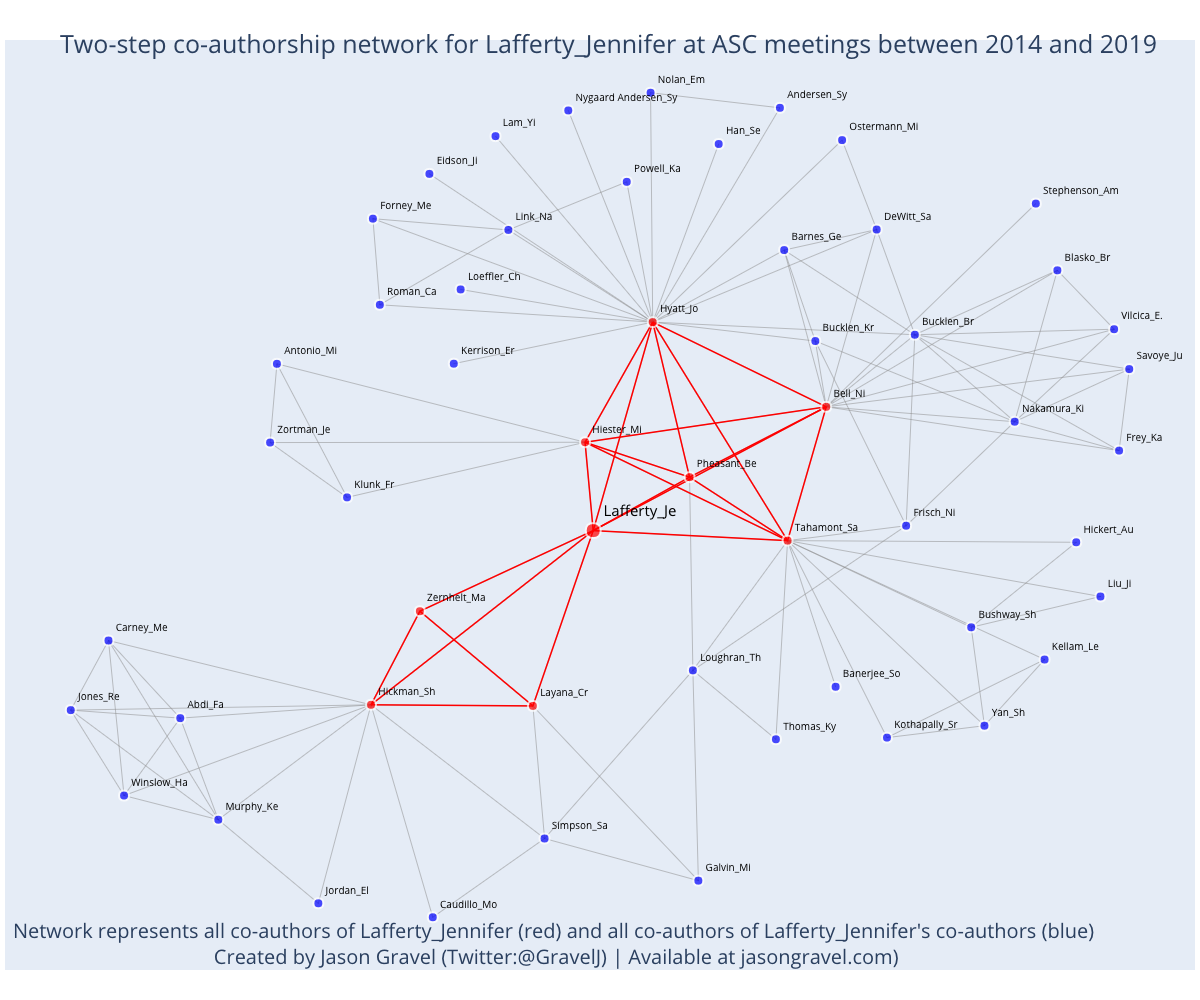 Two-step co-authorship network for Lafferty_Jennifer at ASC meetings between 2014 and 2019
Nolan_Em
Nygaard Andersen_Sy
Andersen_Sy
Lam_Yi
Han_Se
Ostermann_Mi
Eidson_Ji
Powell_Ka
Stephenson_Am
Forney_Me
Link_Na
DeWitt_Sa
Barnes_Ge
Blasko_Br
Loeffler_Ch
Roman_Ca
Hyatt_Jo
Vilcica_E.
Bucklen_Kr
Bucklen_Br
Antonio_Mi
Kerrison_Er
Savoye_Ju
Bell_Ni
Nakamura_Ki
Zortman_Je
Hiester_Mi
Frey_Ka
Pheasant_Be
Klunk_Fr
Lafferty_Je
Frisch_Ni
Tahamont_Sa
Hickert_Au
Liu_Ji
Zernhelt_Ma
Bushway_Sh
Carney_Me
Kellam_Le
Loughran_Th
Banerjee_So
Jones_Re
Abdi_Fa
Hickman_Sh
Layana_Cr
Yan_Sh
Thomas_Ky
Kothapally_Sr
Winslow_Ha
Murphy_Ke
Simpson_Sa
Galvin_Mi
Jordan_El
Caudillo_Mo
Network represents all co-authors of Lafferty_Jennifer (red) and all co-authors of Lafferty_Jennifer's co-authors (blue)
Created by Jason Gravel (Twitter:@GravelJ) | Available at jasongravel.com)